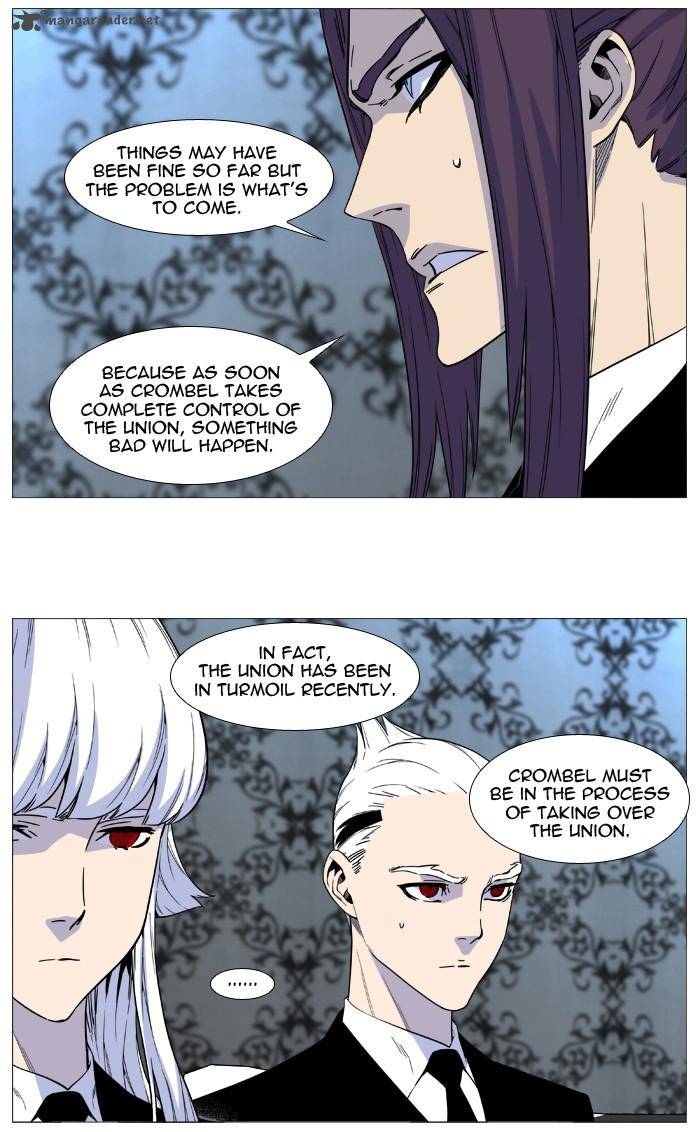 mangareader.net
THINGS MAY HAVE
BEEN FINE SO FAR BUT
THE PROBLEM IS WHAT'S
TO COME.
BECAUSE AS SOON
AS CROMBEL TAKES
COMPLETE CONTROL OF
THE UNION, SOMETHING
BAD WILL HAPPEN.
IN FACT,
THE UNION HAS BEEN
IN TURMOIL RECENTLY.
CROMBEL MUST
BE IN THE PROCESS
OF TAKING OVER
THE UNION.
......